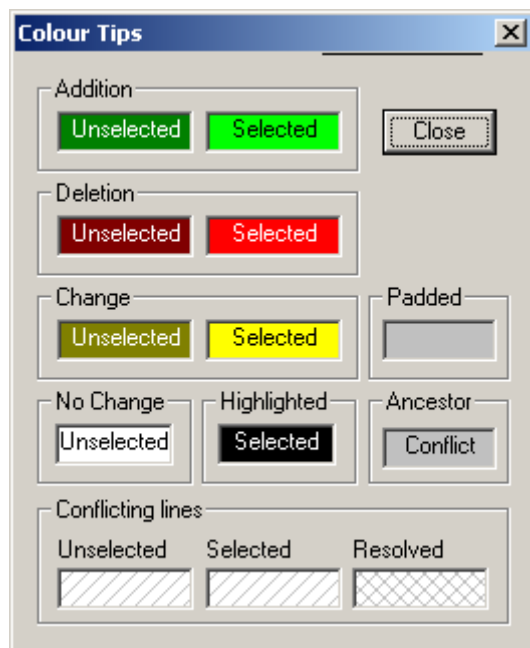 Colour Tips
Addition
Unselected Selected
Close
Deletion
Unselected Selected
Change
Unselected Selected
Padded
No Change
Unselected
Highlighted
Selected
Ancestor
Conflict
Conflicting lines
Unselected Selected Resolved